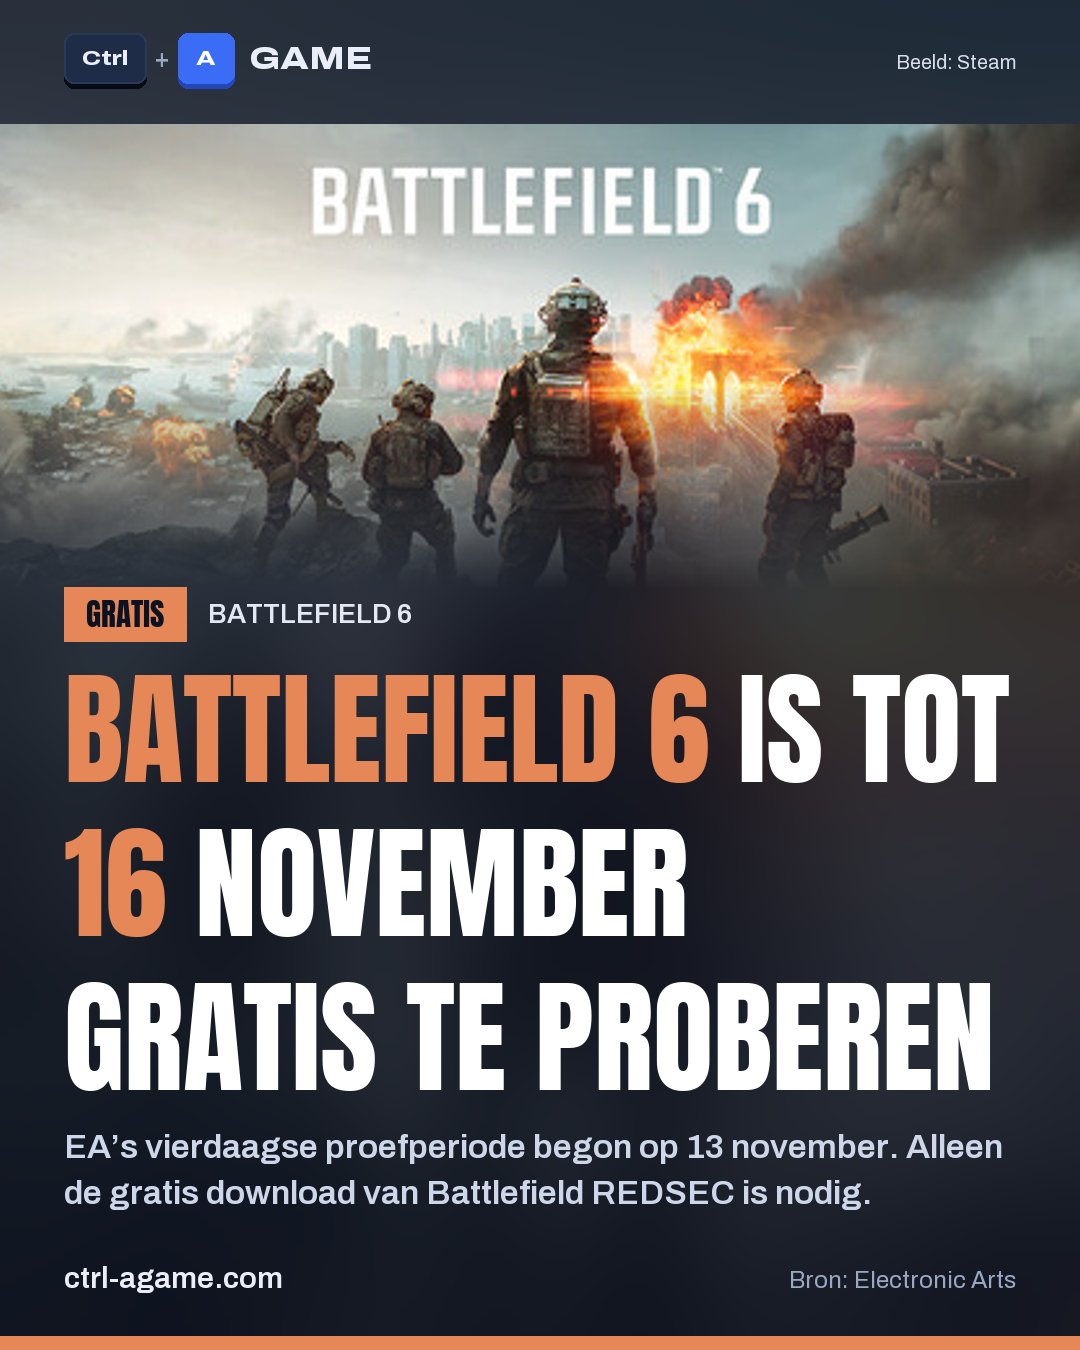 Ctrl + A GAME
Beeld: Steam
BATTLEFIELD™ 6
GRATIS BATTLEFIELD 6
BATTLEFIELD 6 IS TOT
16 NOVEMBER
GRATIS TE PROBEREN
EA’s vierdaagse proefperiode begon op 13 november. Alleen
de gratis download van Battlefield REDSEC is nodig.
ctrl-agame.com
Bron: Electronic Arts